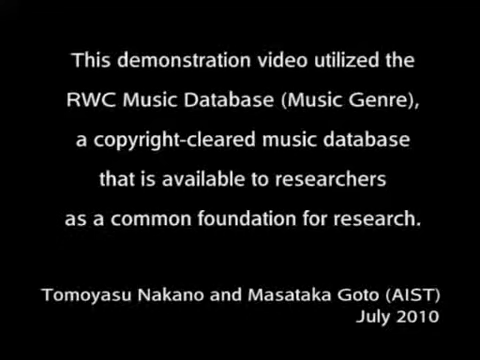 This demonstration video utilized the
RWC Music Database (Music Genre),
a copyright-cleared music database
that is available to researchers
as a common foundation for research.
Tomoyasu Nakano and Masataka Goto (AIST)
July 2010